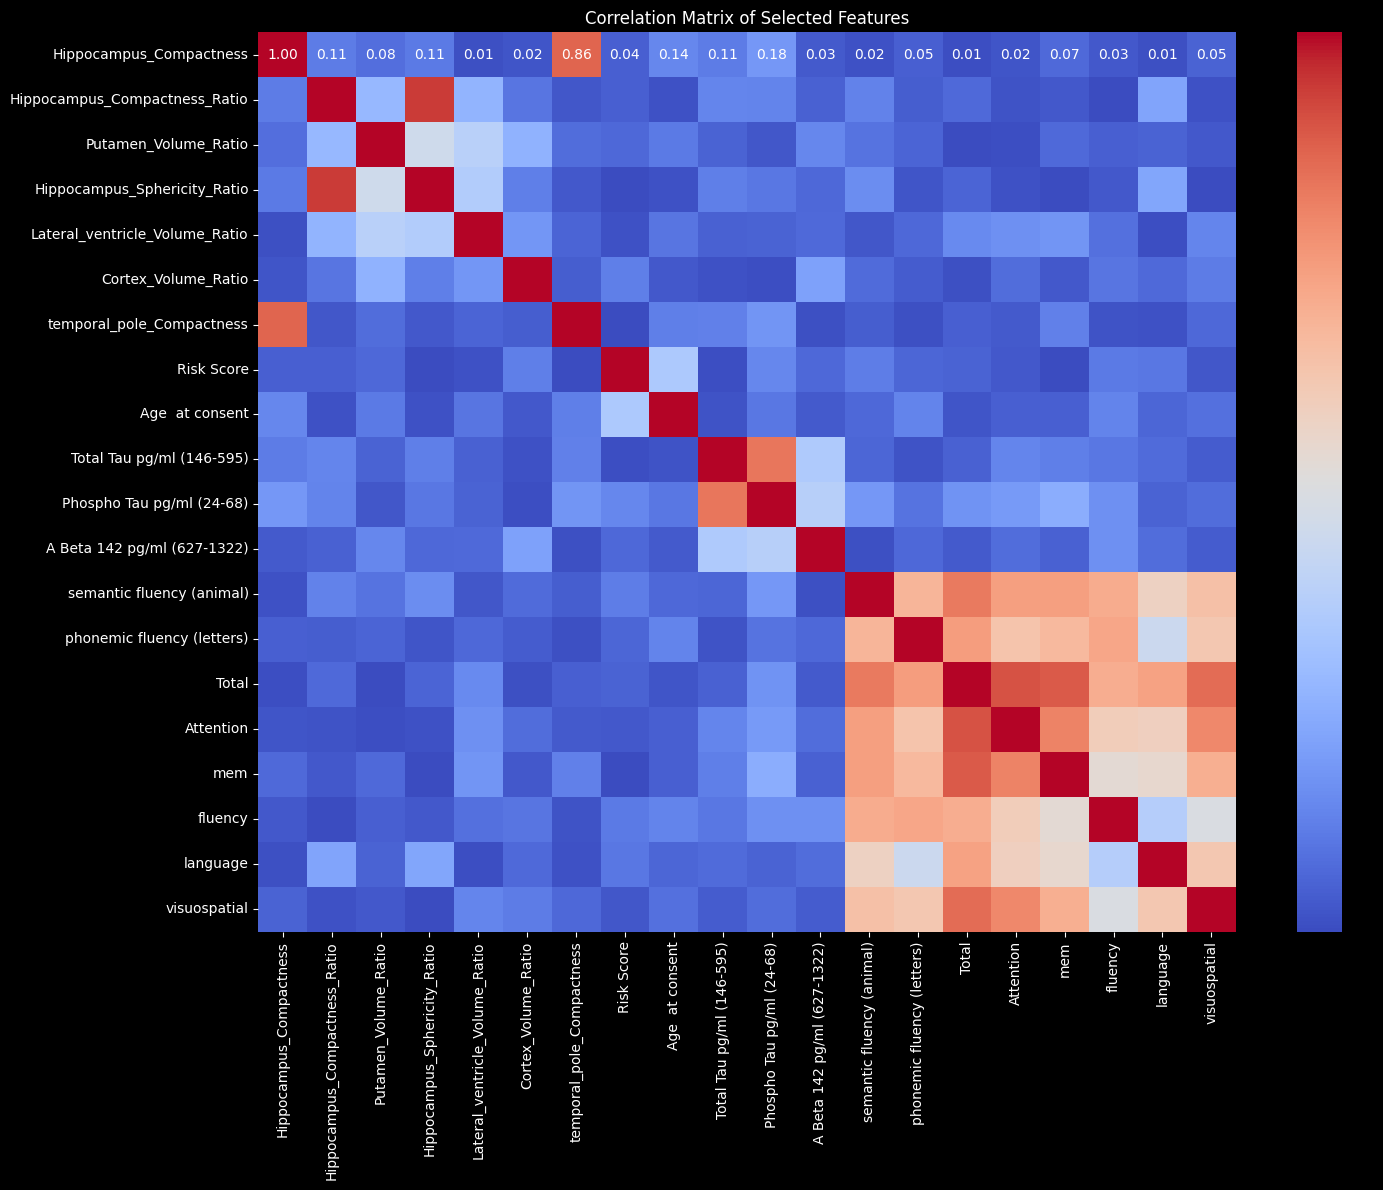 Correlation Matrix of Selected Features
Hippocampus_Compactness
1.00 0.11 0.08 0.11 0.01 0.02 0.86 0.04 0.14 0.11 0.18 0.03 0.02 0.05 0.01 0.02 0.07 0.03 0.01 0.05
Hippocampus_Compactness_Ratio
Putamen_Volume_Ratio
Hippocampus_Sphericity_Ratio
Lateral_ventricle_Volume_Ratio
Cortex_Volume_Ratio
temporal_pole_Compactness
Risk Score
Age  at consent
Total Tau pg/ml (146-595)
Phospho Tau pg/ml (24-68)
A Beta 142 pg/ml (627-1322)
semantic fluency (animal)
phonemic fluency (letters)
Total
Attention
mem
fluency
language
visuospatial
Hippocampus_Compactness
Hippocampus_Compactness_Ratio
Putamen_Volume_Ratio
Hippocampus_Sphericity_Ratio
Lateral_ventricle_Volume_Ratio
Cortex_Volume_Ratio
temporal_pole_Compactness
Risk Score
Age  at consent
Total Tau pg/ml (146-595)
Phospho Tau pg/ml (24-68)
A Beta 142 pg/ml (627-1322)
semantic fluency (animal)
phonemic fluency (letters)
Total
Attention
mem
fluency
language
visuospatial